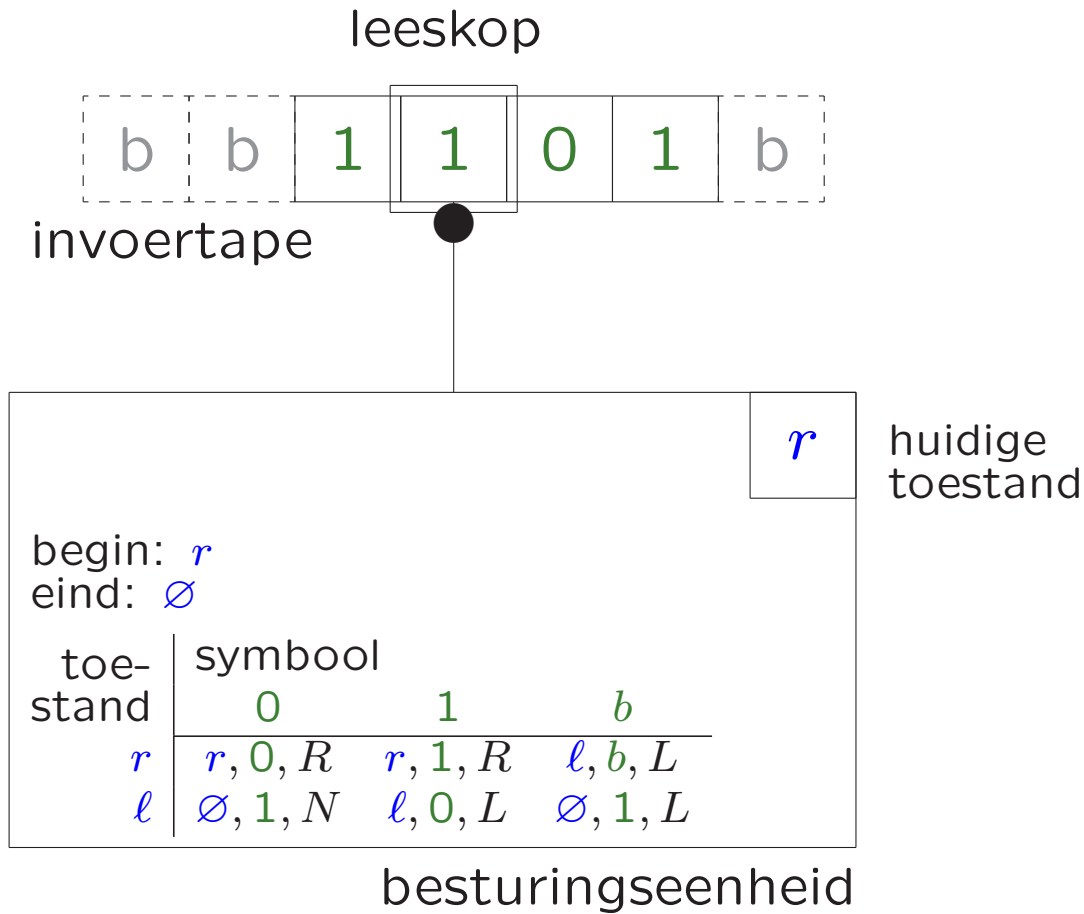 leeskop
b b 1 1 0 1 b
invoertape
r
huidige
toestand
begin: r
eind: ∅
toe-
stand
symbool
0 1 b
r r, 0, R r, 1, R ℓ, b, L
ℓ ∅, 1, N ℓ, 0, L ∅, 1, L
besturingseenheid